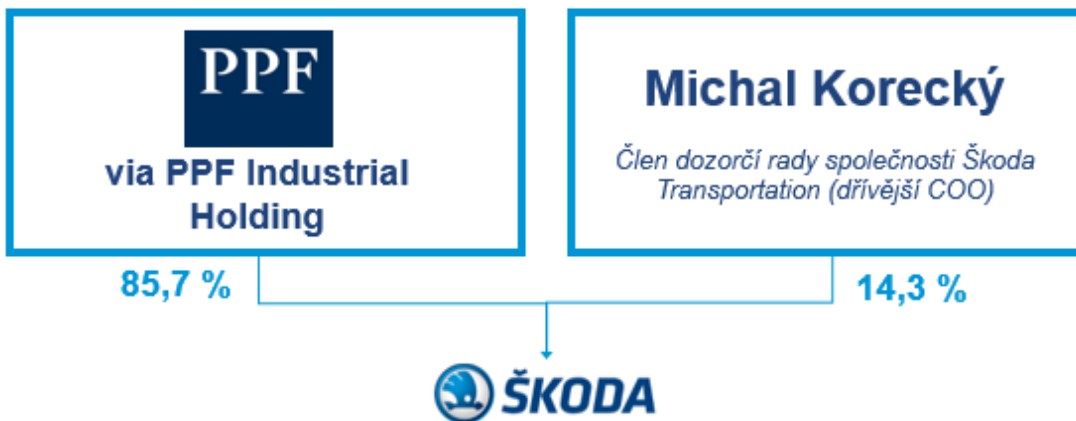 PPF
via PPF Industrial
Holding
Michal Korecký
Člen dozorčí rady společnosti Škoda
Transportation (dřívější COO)
85,7 %
14,3 %
ŠKODA